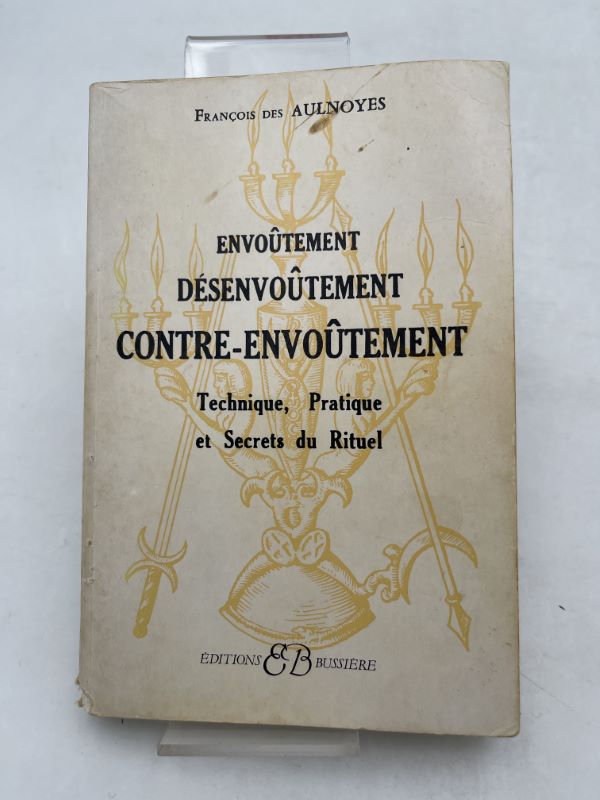 FRANÇOIS DES AULNOYES
ENVOÛTEMENT
DÉSENVOÛTEMENT
CONTRE-ENVOÛTEMENT
Technique, Pratique
et Secrets du Rituel
ÉDITIONS EB BUSSIÈRE